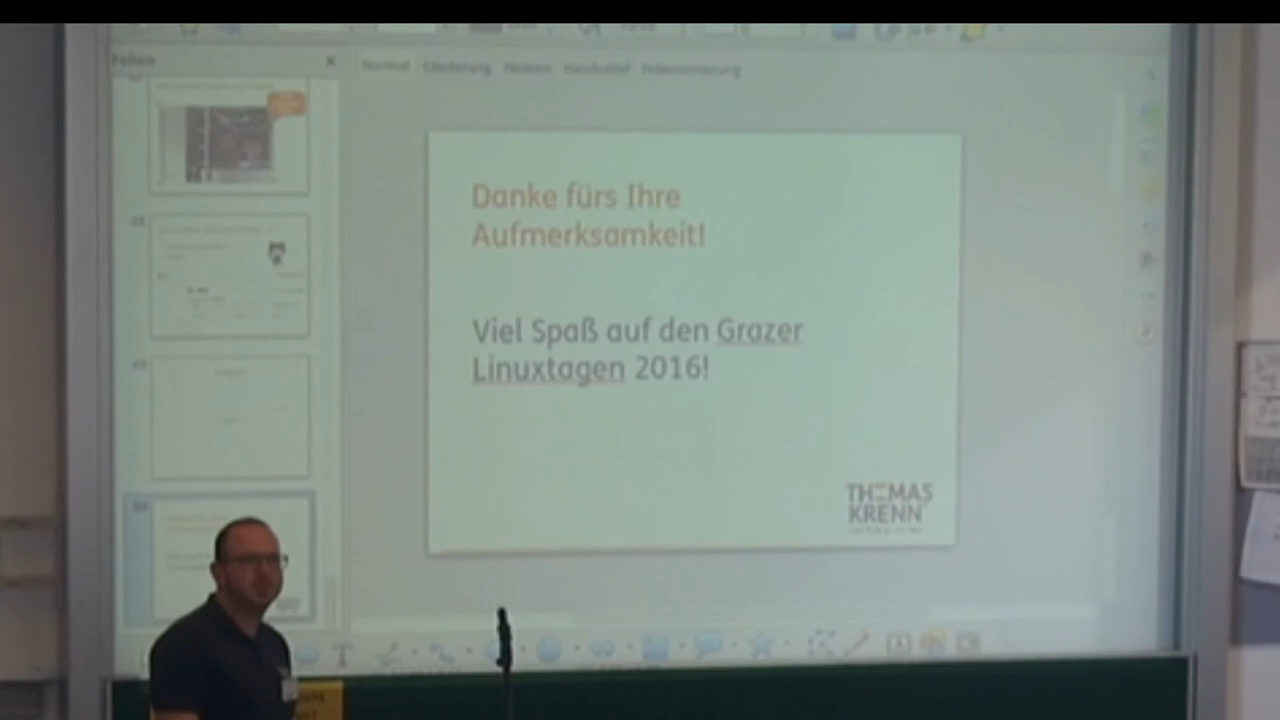 Folien
Normal Gliederung Notizen Handzettel Foliensortierung
Danke fürs Ihre
Aufmerksamkeit!
Viel Spaß auf den Grazer
Linuxtagen 2016!
THOMAS
KRENN